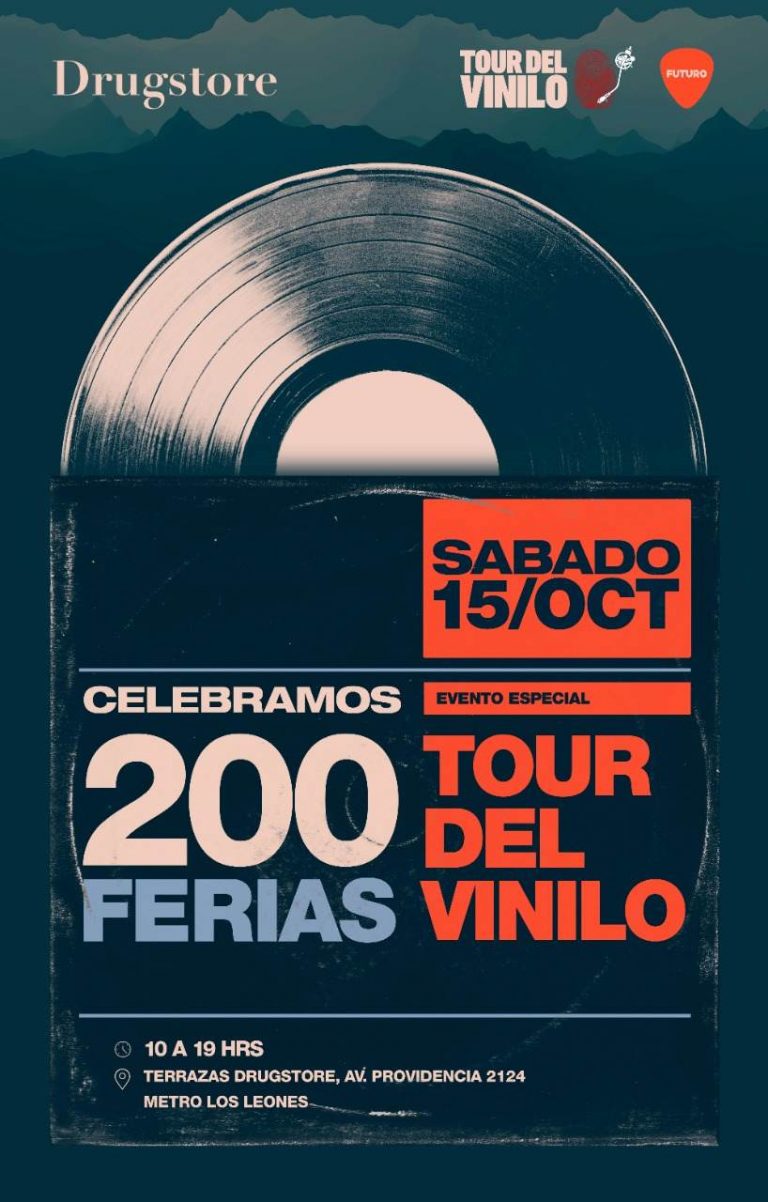 Drugstore
TOUR DEL
VINILO
FUTURO
SABADO
15/OCT
CELEBRAMOS
EVENTO ESPECIAL
200
FERIAS
TOUR
DEL
VINILO
10 A 19 HRS
TERRAZAS DRUGSTORE, AV. PROVIDENCIA 2124
METRO LOS LEONES